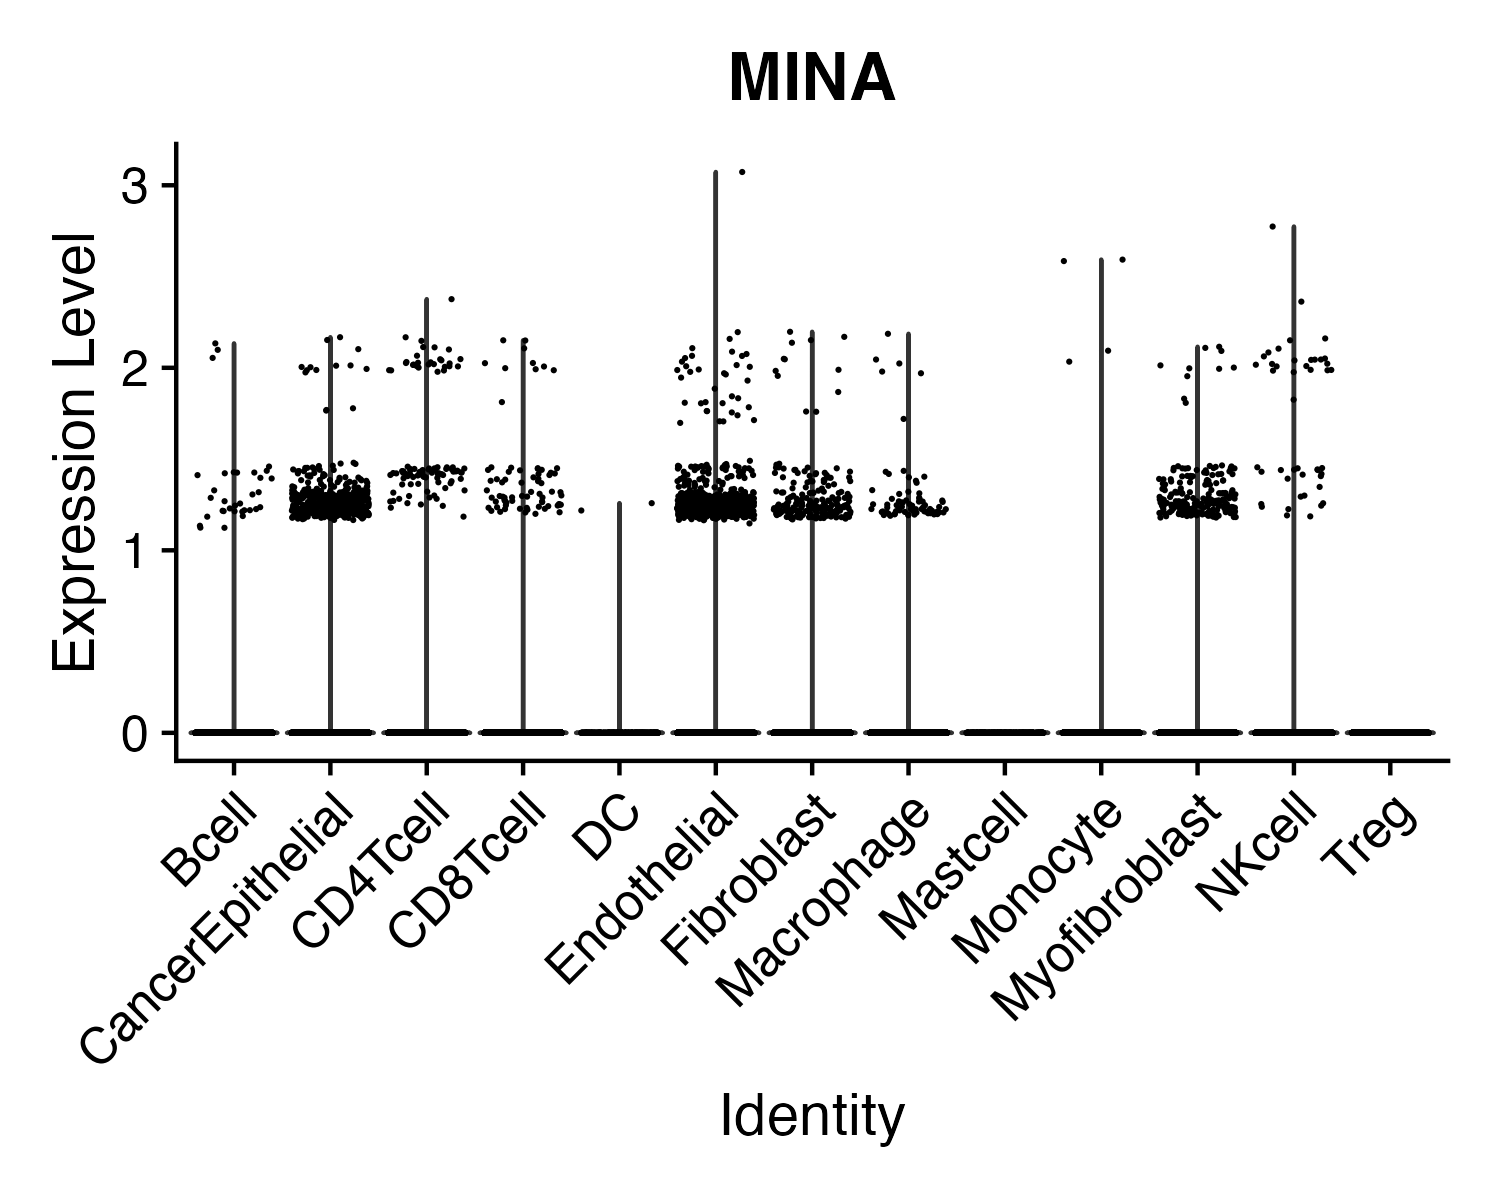 MINA
Expression Level
3
2
1
0
Bcell
CancerEpithelial
CD4Tcell
CD8Tcell
DC
Endothelial
Fibroblast
Macrophage
Mastcell
Monocyte
Myofibroblast
NKcell
Treg
Identity